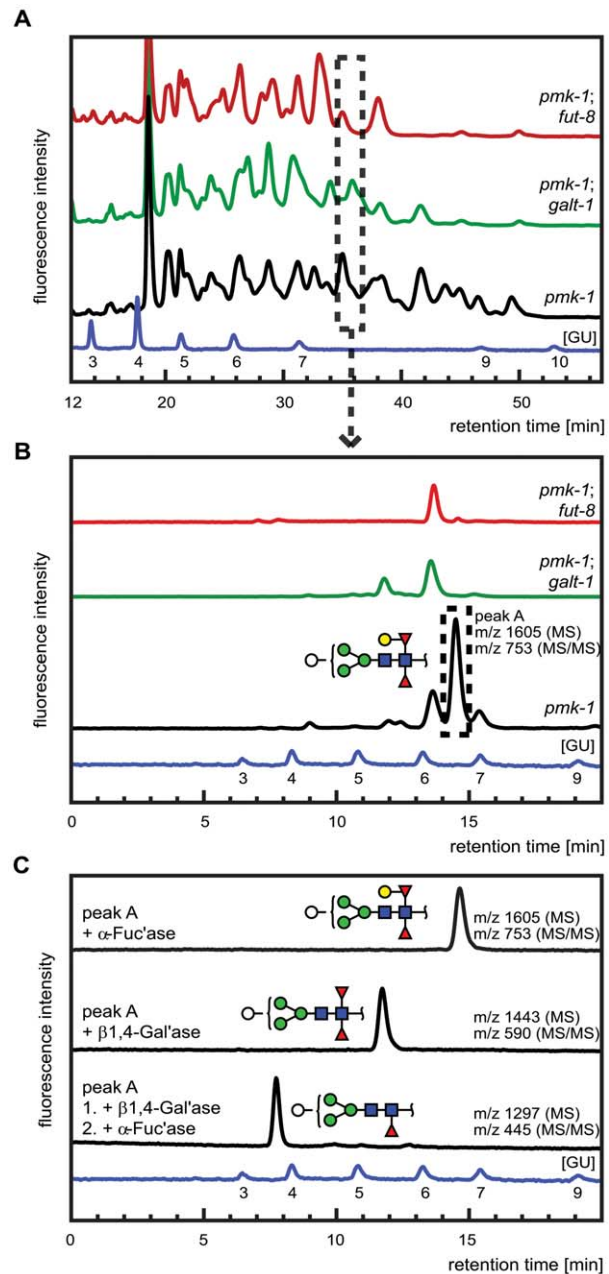 A
fluorescence intensity
pmk-1;
fut-8
pmk-1;
galt-1
pmk-1
[GU]
3 4 5 6 7 9 10
12 20 30 40 50
retention time [min]
B
fluorescence intensity
pmk-1;
fut-8
pmk-1;
galt-1
peak A
m/z 1605 (MS)
m/z 753 (MS/MS)
pmk-1
[GU]
3 4 5 6 7 9
0 5 10 15
retention time [min]
C
fluorescence intensity
peak A
+ α-Fuc'ase
m/z 1605 (MS)
m/z 753 (MS/MS)
peak A
+ β1,4-Gal'ase
m/z 1443 (MS)
m/z 590 (MS/MS)
peak A
1. + β1,4-Gal'ase
2. + α-Fuc'ase
m/z 1297 (MS)
m/z 445 (MS/MS)
[GU]
3 4 5 6 7 9
0 5 10 15
retention time [min]